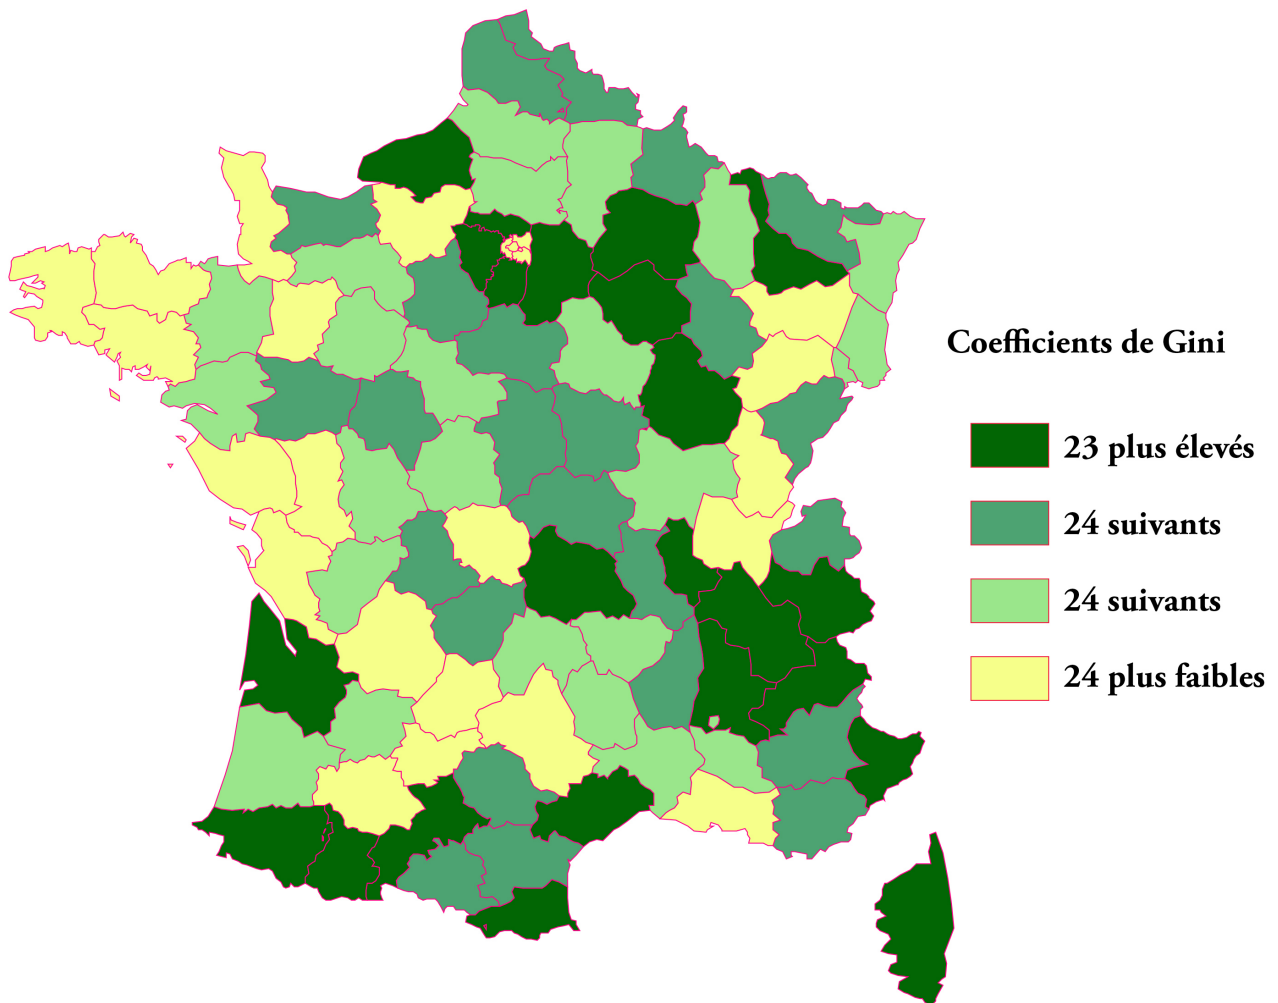 Coefficients de Gini
23 plus élevés
24 suivants
24 suivants
24 plus faibles